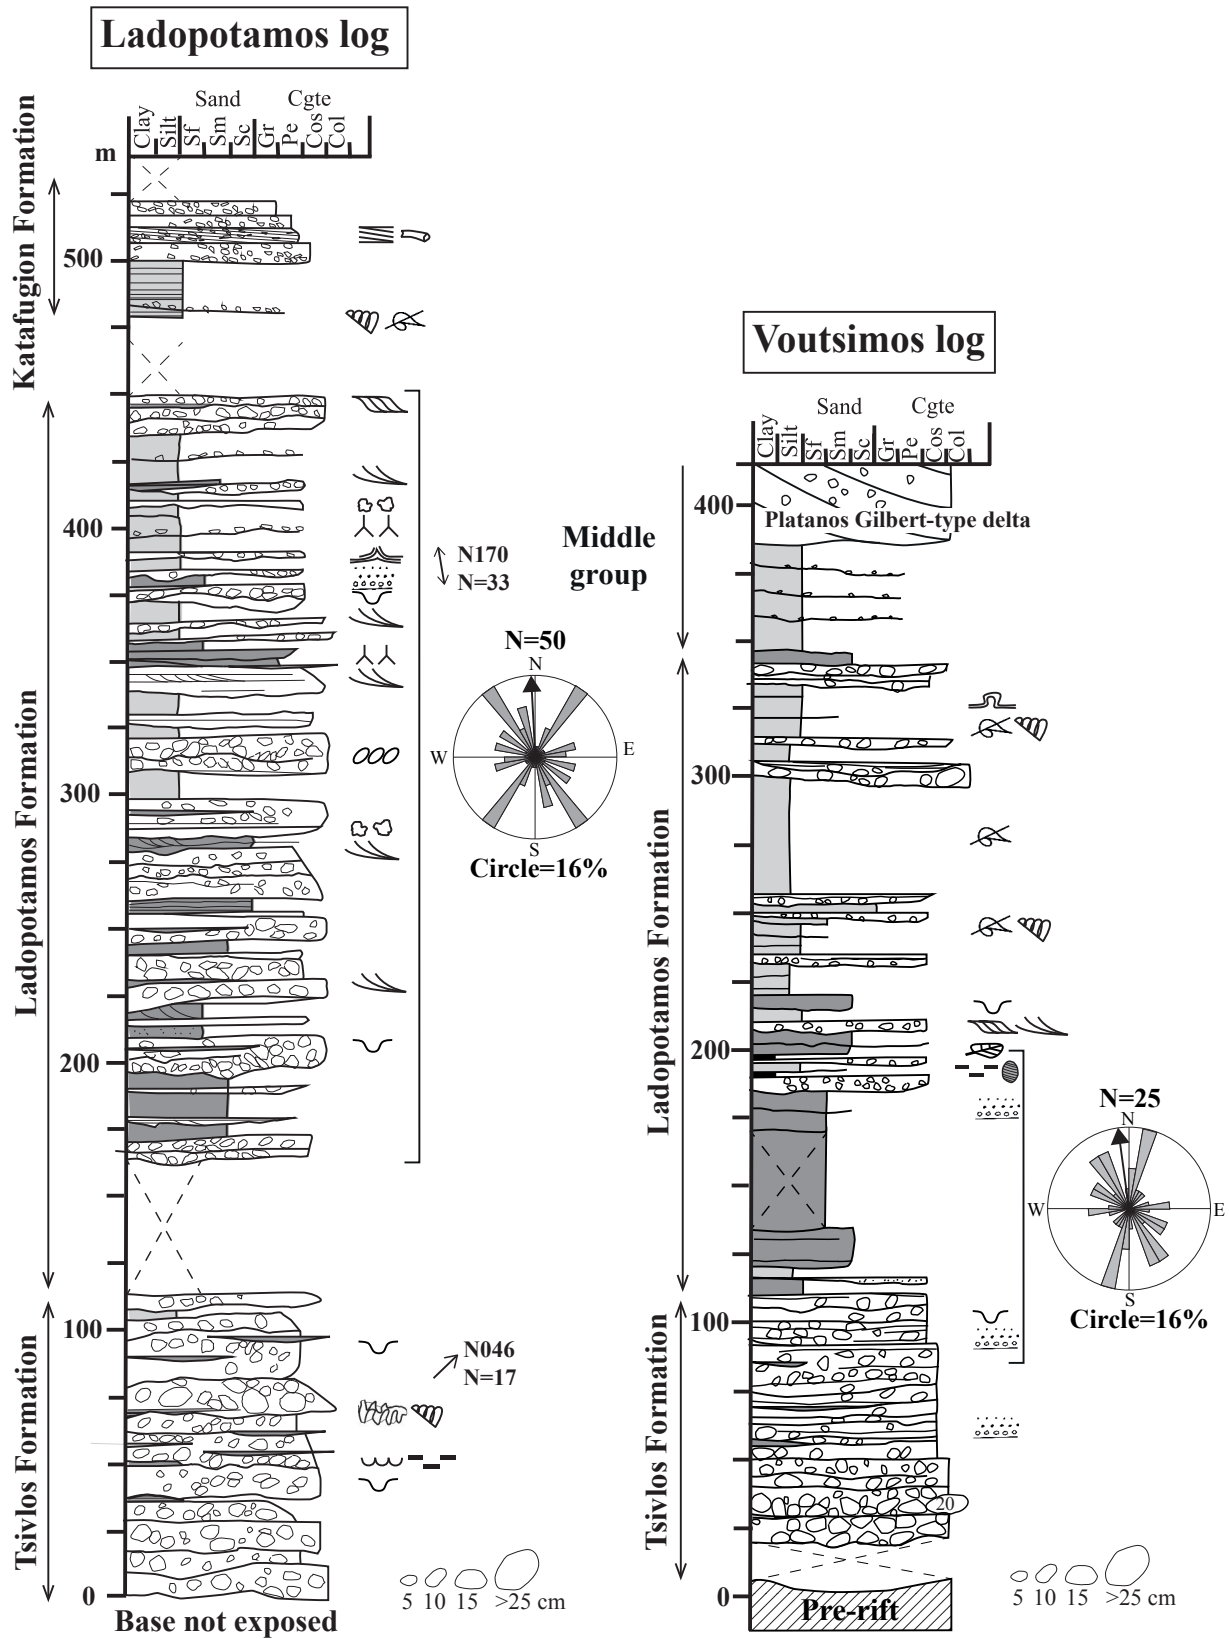 Ladopotamos log
Sand Cgte
Clay Silt Sf Sm Sc Gr Pe Cos Col
m
Katafugion Formation
500
400
300
200
100
0
Ladopotamos Formation
Tsivlos Formation
N170
N=33
N=50
N
W E
S
Circle=16%
N046
N=17
5 10 15 >25 cm
Base not exposed
Voutsimos log
Sand Cgte
Clay Silt Sf Sm Sc Gr Pe Cos Col
Middle
group
400
Platanos Gilbert-type delta
300
200
100
0
Ladopotamos Formation
Tsivlos Formation
N=25
N
W E
S
Circle=16%
20
5 10 15 >25 cm
Pre-rift